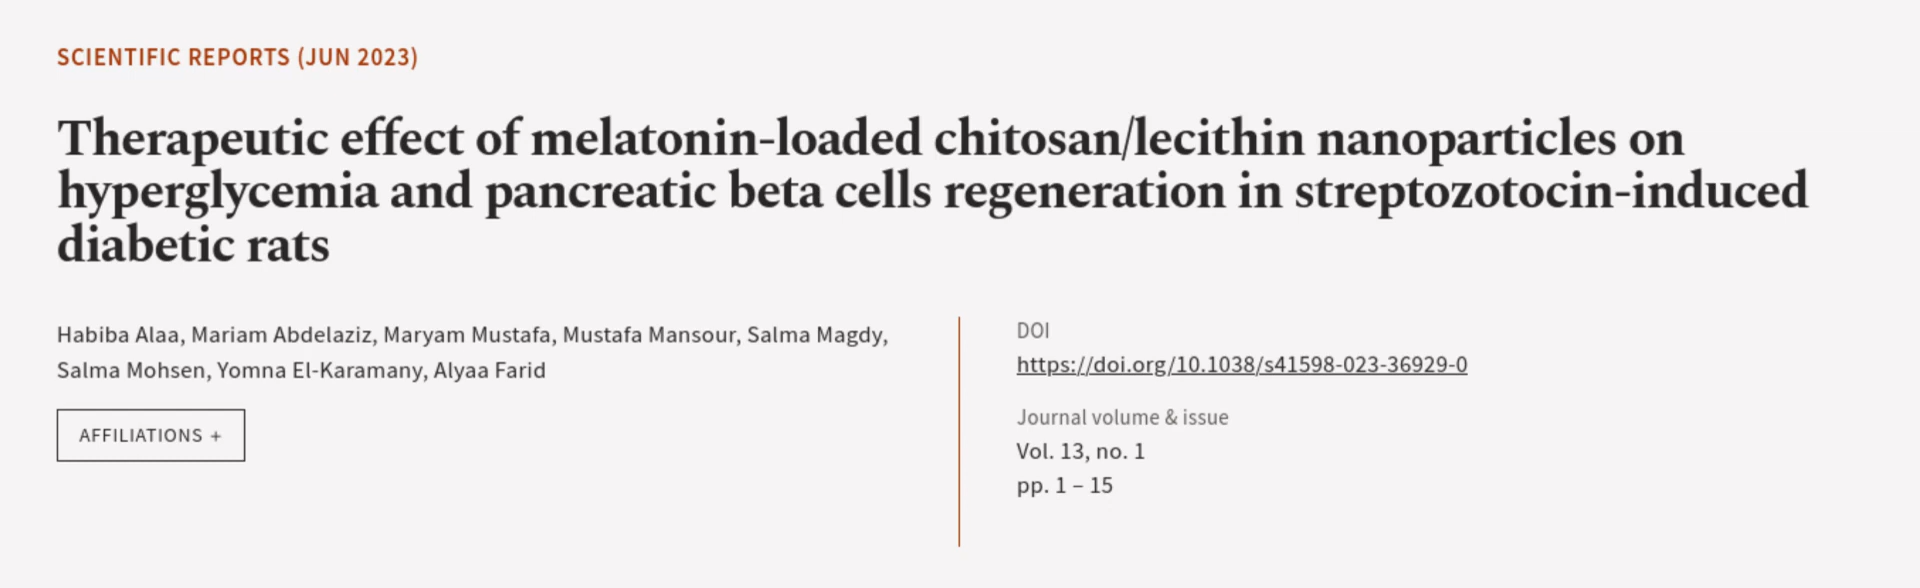 SCIENTIFIC REPORTS (JUN 2023)
Therapeutic effect of melatonin-loaded chitosan/lecithin nanoparticles on
hyperglycemia and pancreatic beta cells regeneration in streptozotocin-induced
diabetic rats
Habiba Alaa, Mariam Abdelaziz, Maryam Mustafa, Mustafa Mansour, Salma Magdy,
Salma Mohsen, Yomna El-Karamany, Alyaa Farid
AFFILIATIONS +
DOI
https://doi.org/10.1038/s41598-023-36929-0
Journal volume & issue
Vol. 13, no. 1
pp. 1 – 15